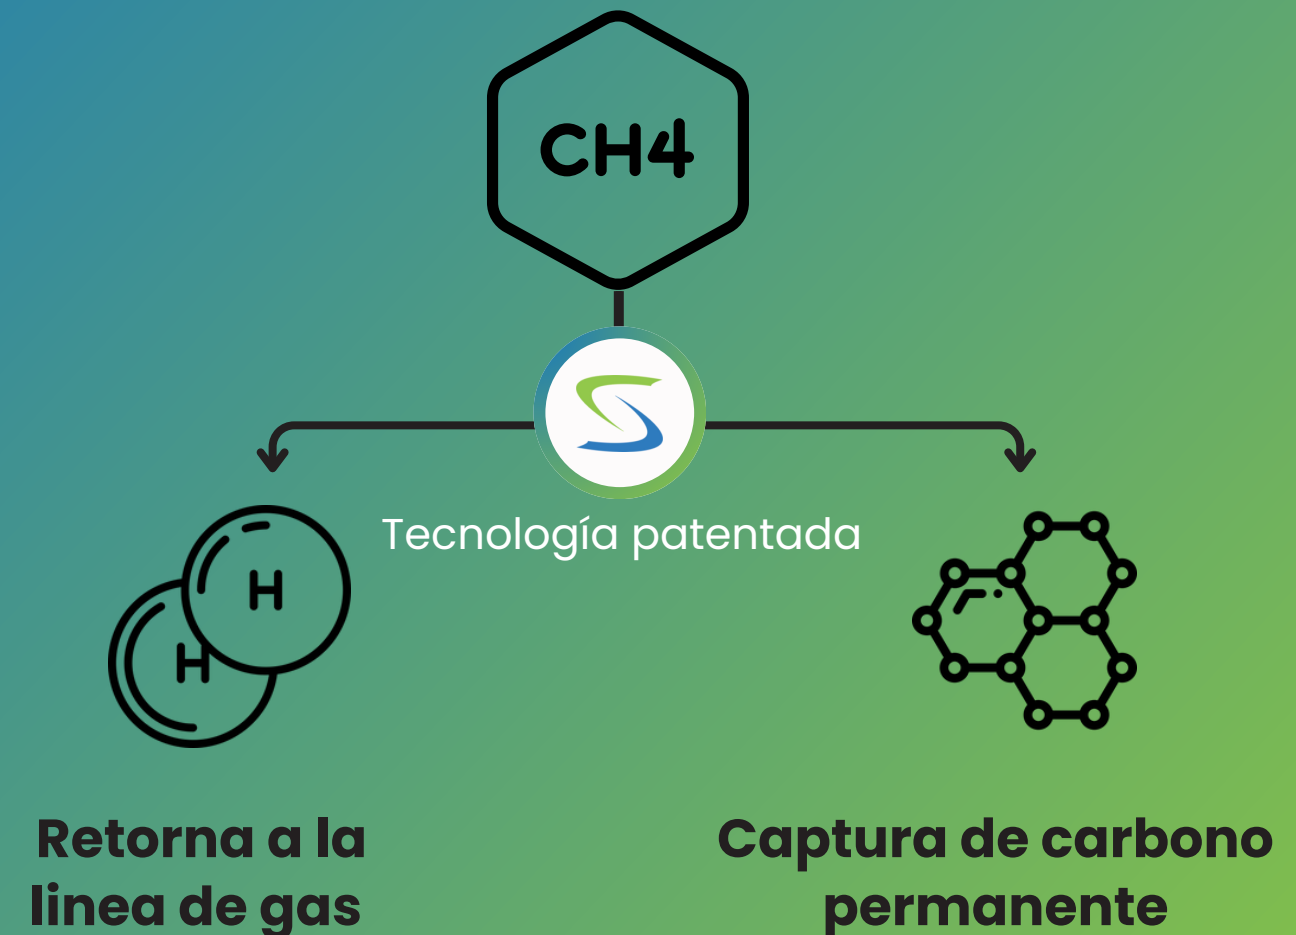 CH4
Tecnología patentada
H
H
Retorna a la
linea de gas
Captura de carbono
permanente